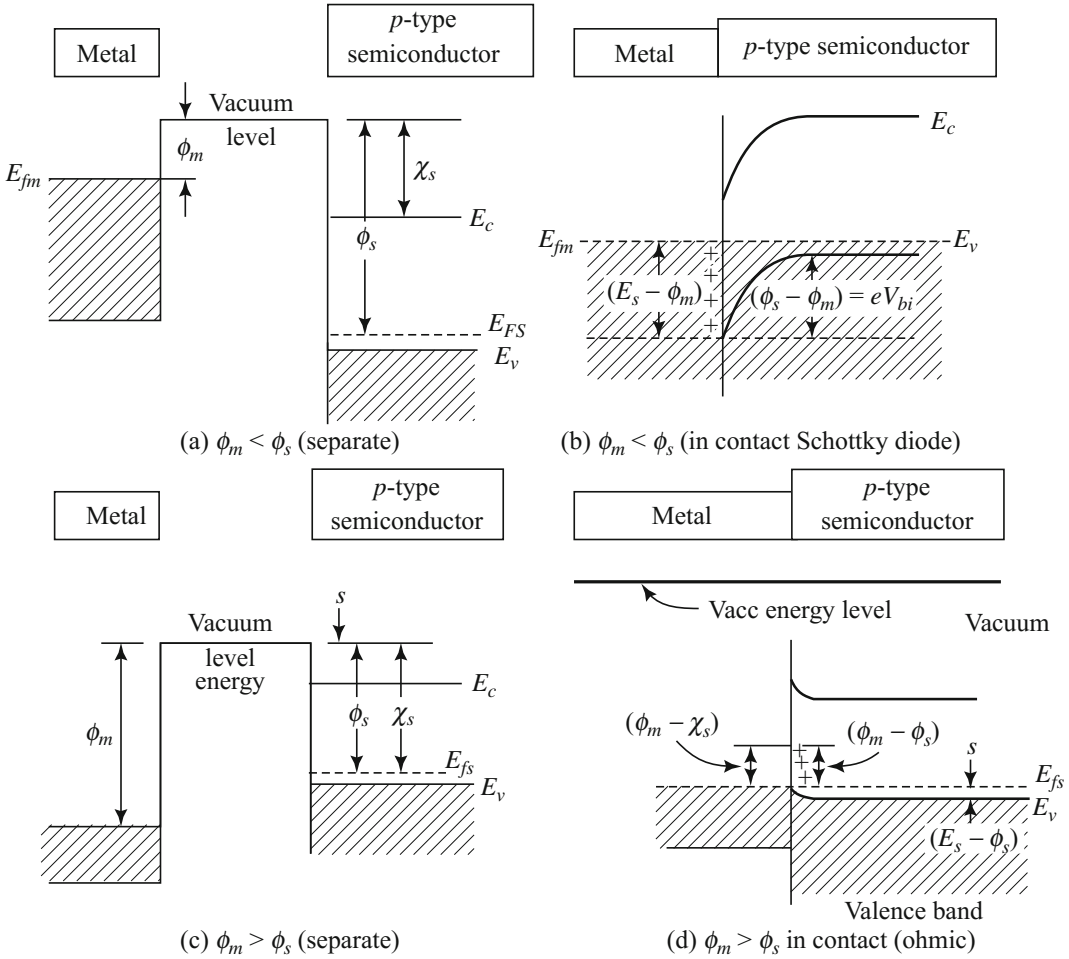 Metal
p-type
semiconductor
Vacuum
level
ϕm
Efm
χs
Ec
ϕs
EFS
Ev
(a) ϕm < ϕs (separate)
Metal
p-type semiconductor
Ec
Efm
Ev
(Es − ϕm)
+
+
+
+
(ϕs − ϕm) = eVbi
(b) ϕm < ϕs (in contact Schottky diode)
Metal
p-type
semiconductor
s
Vacuum
level
energy
Ec
ϕm
ϕs
χs
Efs
Ev
(c) ϕm > ϕs (separate)
Metal
p-type
semiconductor
Vacc energy level
Vacuum
(ϕm − χs)
+
+
+
(ϕm − ϕs)
s
Efs
Ev
(Es − ϕs)
Valence band
(d) ϕm > ϕs in contact (ohmic)